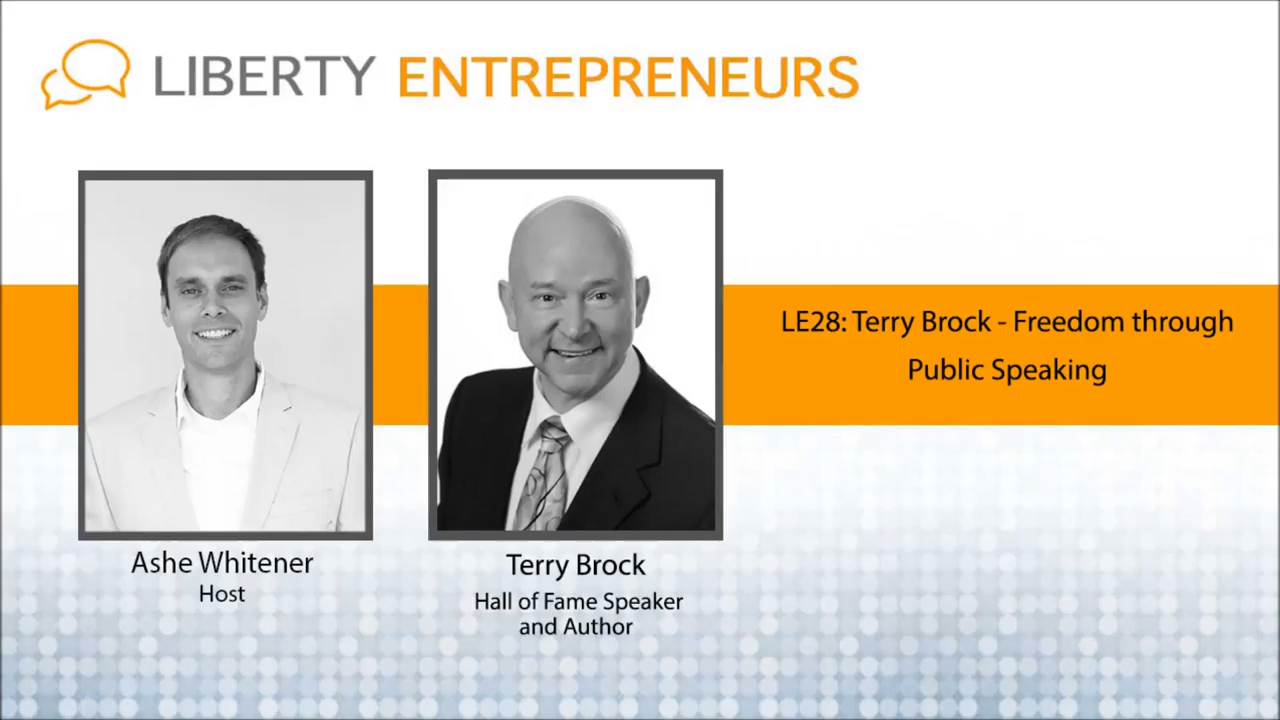 LIBERTY ENTREPRENEURS
LE28: Terry Brock - Freedom through
Public Speaking
Ashe Whitener
Host
Terry Brock
Hall of Fame Speaker
and Author